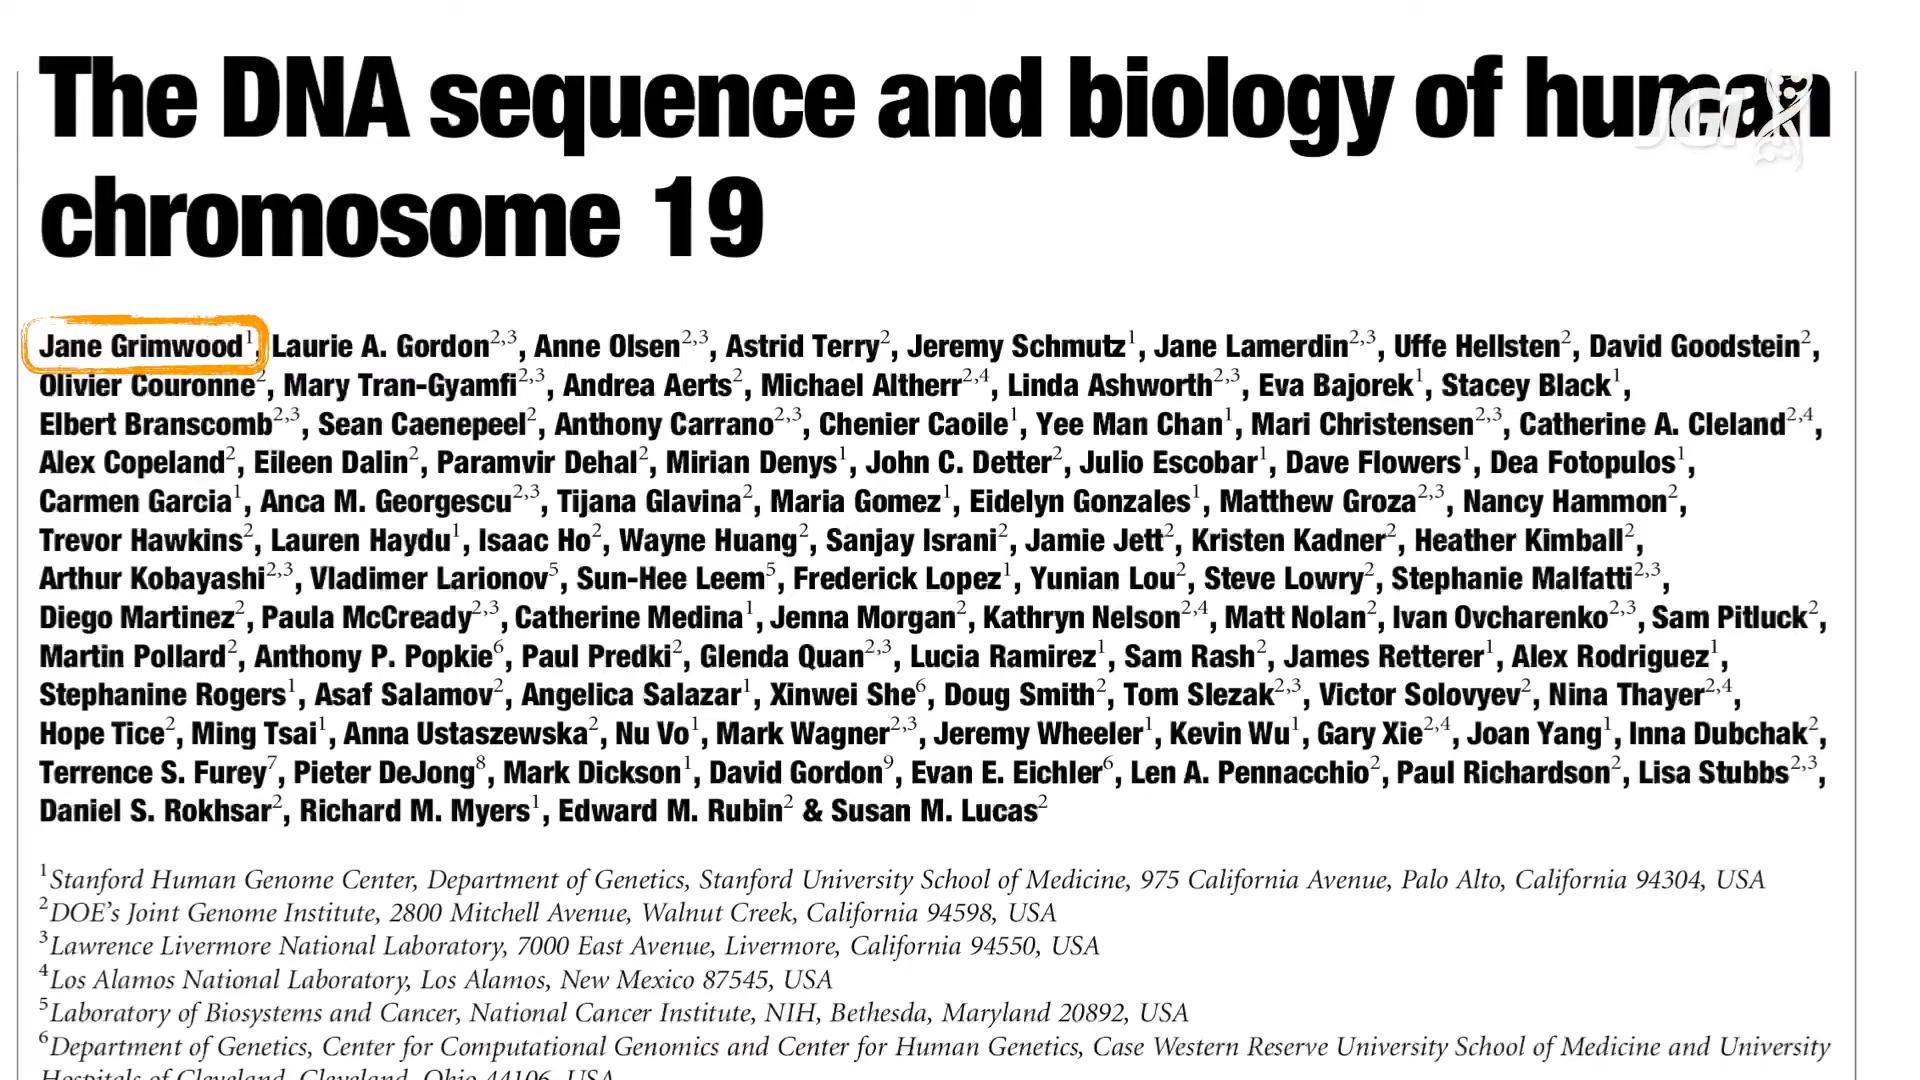 The DNA sequence and biology of human
chromosome 19
JGI
Jane Grimwood1, Laurie A. Gordon2,3, Anne Olsen2,3, Astrid Terry2, Jeremy Schmutz1, Jane Lamerdin2,3, Uffe Hellsten2, David Goodstein2,
Olivier Couronne2, Mary Tran-Gyamfi2,3, Andrea Aerts2, Michael Altherr2,4, Linda Ashworth2,3, Eva Bajorek1, Stacey Black1,
Elbert Branscomb2,3, Sean Caenepeel2, Anthony Carrano2,3, Chenier Caoile1, Yee Man Chan1, Mari Christensen2,3, Catherine A. Cleland2,4,
Alex Copeland2, Eileen Dalin2, Paramvir Dehal2, Mirian Denys1, John C. Detter2, Julio Escobar1, Dave Flowers1, Dea Fotopulos1,
Carmen Garcia1, Anca M. Georgescu2,3, Tijana Glavina2, Maria Gomez1, Eidelyn Gonzales1, Matthew Groza2,3, Nancy Hammon2,
Trevor Hawkins2, Lauren Haydu1, Isaac Ho2, Wayne Huang2, Sanjay Israni2, Jamie Jett2, Kristen Kadner2, Heather Kimball2,
Arthur Kobayashi2,3, Vladimer Larionov5, Sun-Hee Leem5, Frederick Lopez1, Yunian Lou2, Steve Lowry2, Stephanie Malfatti2,3,
Diego Martinez2, Paula McCready2,3, Catherine Medina1, Jenna Morgan2, Kathryn Nelson2,4, Matt Nolan2, Ivan Ovcharenko2,3, Sam Pitluck2,
Martin Pollard2, Anthony P. Popkie6, Paul Predki2, Glenda Quan2,3, Lucia Ramirez1, Sam Rash2, James Retterer1, Alex Rodriguez1,
Stephanine Rogers1, Asaf Salamov2, Angelica Salazar1, Xinwei She6, Doug Smith2, Tom Slezak2,3, Victor Solovyev2, Nina Thayer2,4,
Hope Tice2, Ming Tsai1, Anna Ustaszewska2, Nu Vo1, Mark Wagner2,3, Jeremy Wheeler1, Kevin Wu1, Gary Xie2,4, Joan Yang1, Inna Dubchak2,
Terrence S. Furey7, Pieter DeJong8, Mark Dickson1, David Gordon9, Evan E. Eichler6, Len A. Pennacchio2, Paul Richardson2, Lisa Stubbs2,3,
Daniel S. Rokhsar2, Richard M. Myers1, Edward M. Rubin2 & Susan M. Lucas2
1Stanford Human Genome Center, Department of Genetics, Stanford University School of Medicine, 975 California Avenue, Palo Alto, California 94304, USA
2DOE's Joint Genome Institute, 2800 Mitchell Avenue, Walnut Creek, California 94598, USA
3Lawrence Livermore National Laboratory, 7000 East Avenue, Livermore, California 94550, USA
4Los Alamos National Laboratory, Los Alamos, New Mexico 87545, USA
5Laboratory of Biosystems and Cancer, National Cancer Institute, NIH, Bethesda, Maryland 20892, USA
6Department of Genetics, Center for Computational Genomics and Center for Human Genetics, Case Western Reserve University School of Medicine and University
Hospitals of Cleveland, Cleveland, Ohio 44106, USA